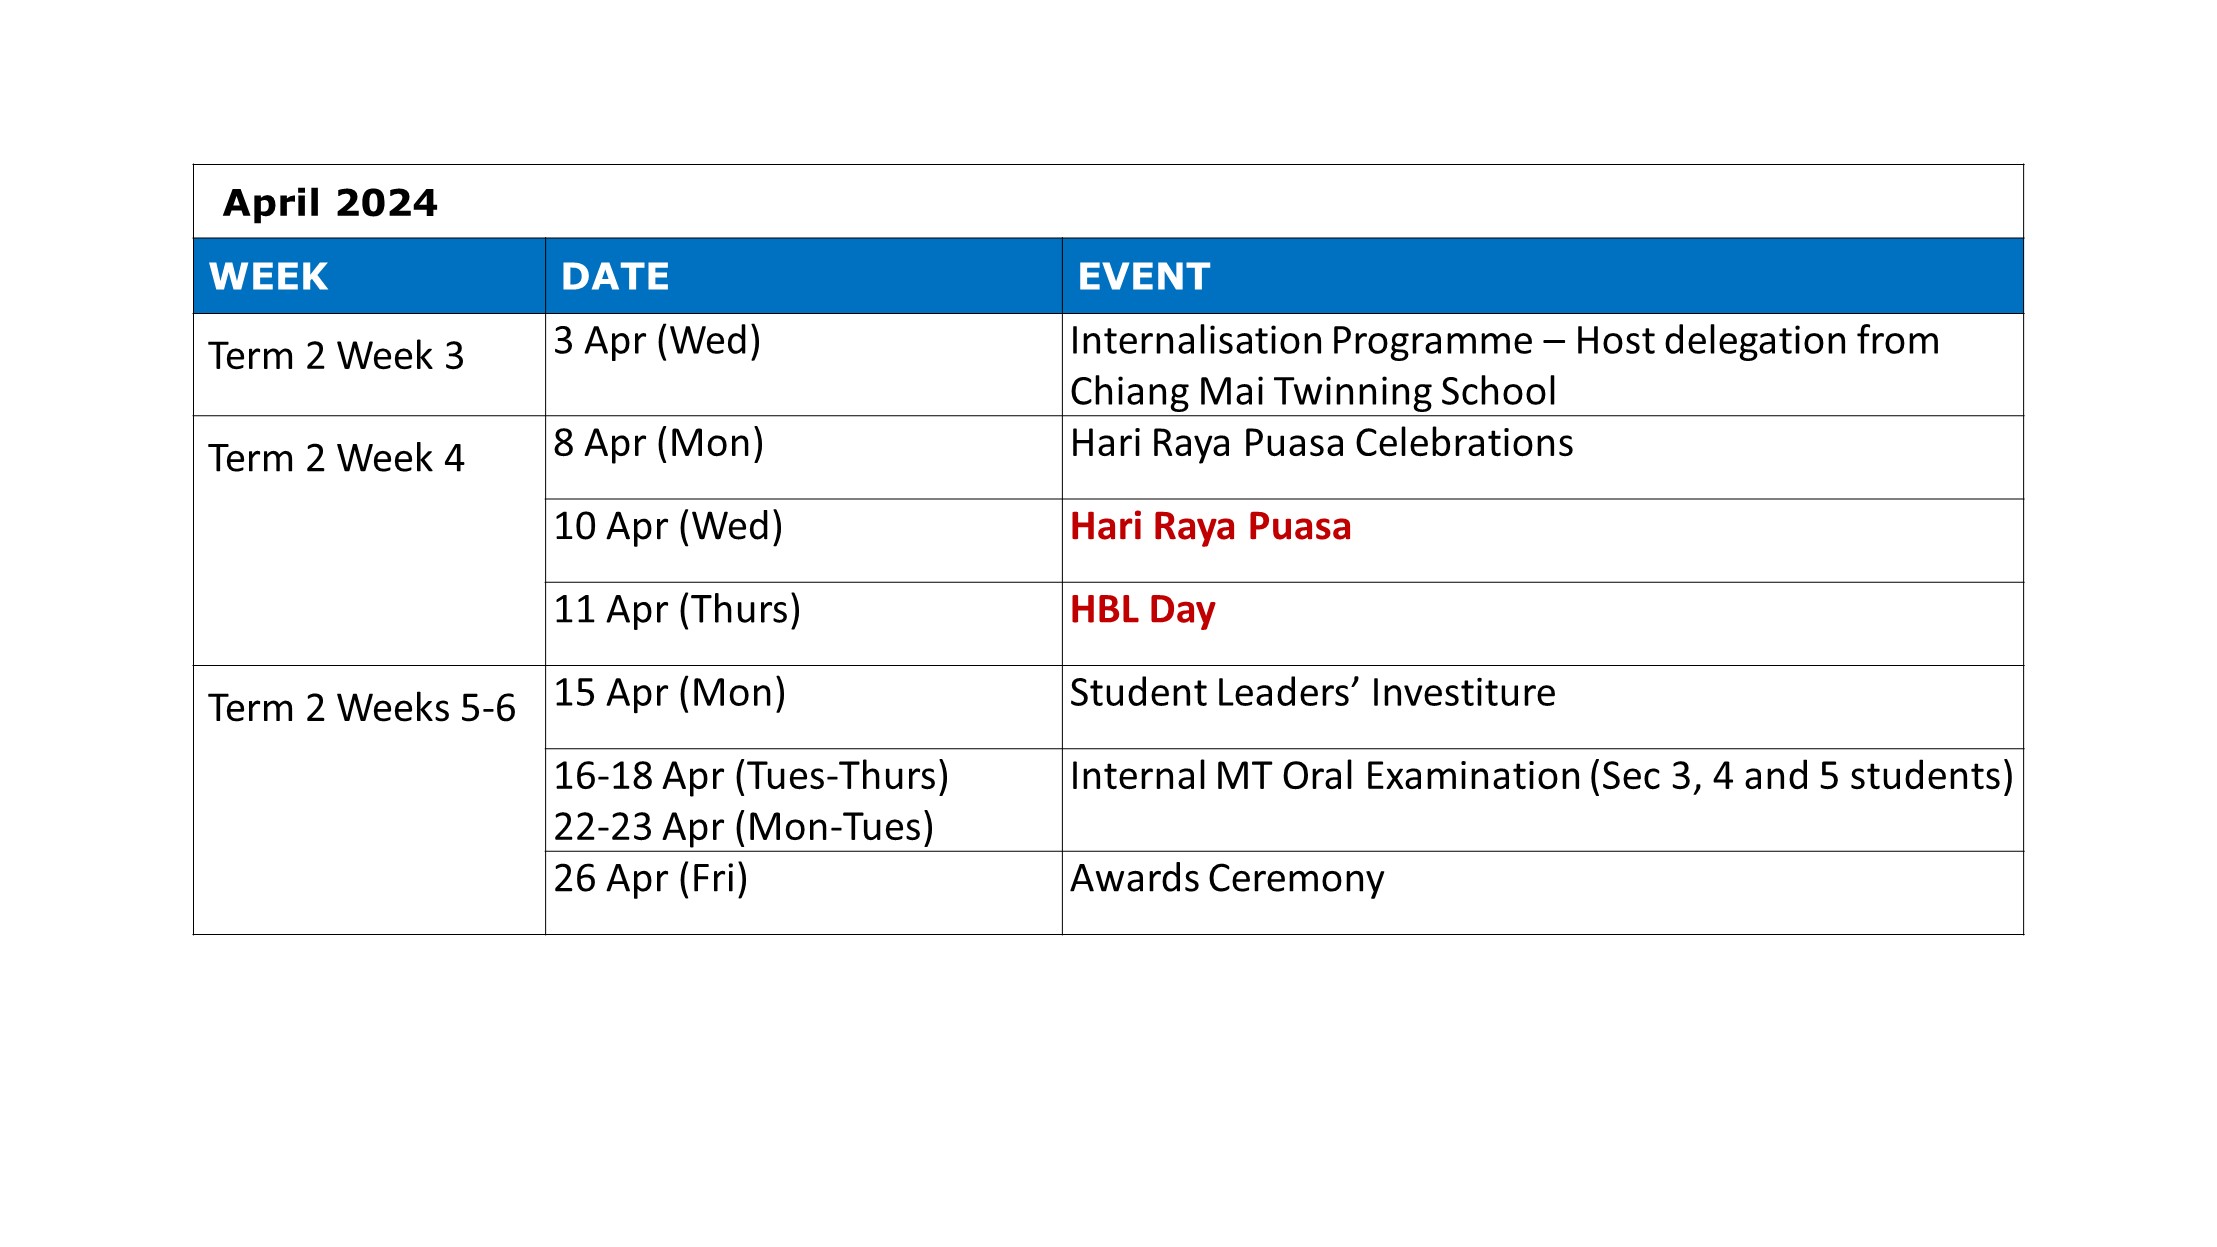 April 2024
WEEK DATE EVENT
Term 2 Week 3
3 Apr (Wed)
Internalisation Programme – Host delegation from
Chiang Mai Twinning School
Term 2 Week 4
8 Apr (Mon)
Hari Raya Puasa Celebrations
10 Apr (Wed)
Hari Raya Puasa
11 Apr (Thurs)
HBL Day
Term 2 Weeks 5-6
15 Apr (Mon)
Student Leaders’ Investiture
16-18 Apr (Tues-Thurs)
22-23 Apr (Mon-Tues)
Internal MT Oral Examination (Sec 3, 4 and 5 students)
26 Apr (Fri)
Awards Ceremony